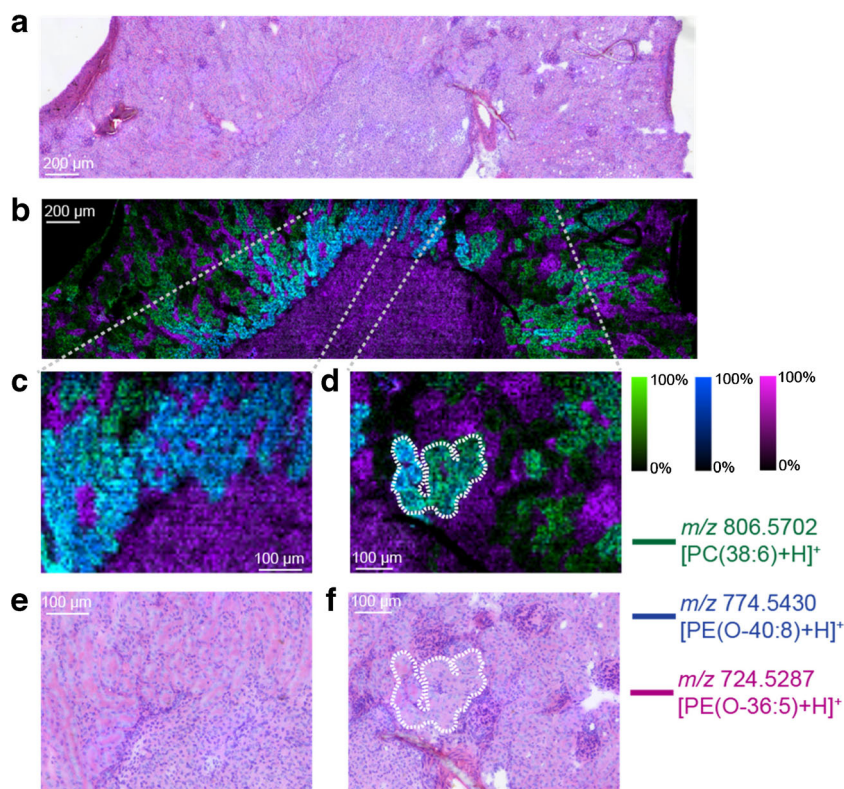 a
200 µm
b
200 µm
c
100 µm
d
100 µm
100% 100% 100%
0% 0% 0%
m/z 806.5702
[PC(38:6)+H]⁺
m/z 774.5430
[PE(O-40:8)+H]⁺
m/z 724.5287
[PE(O-36:5)+H]⁺
e
100 µm
f
100 µm